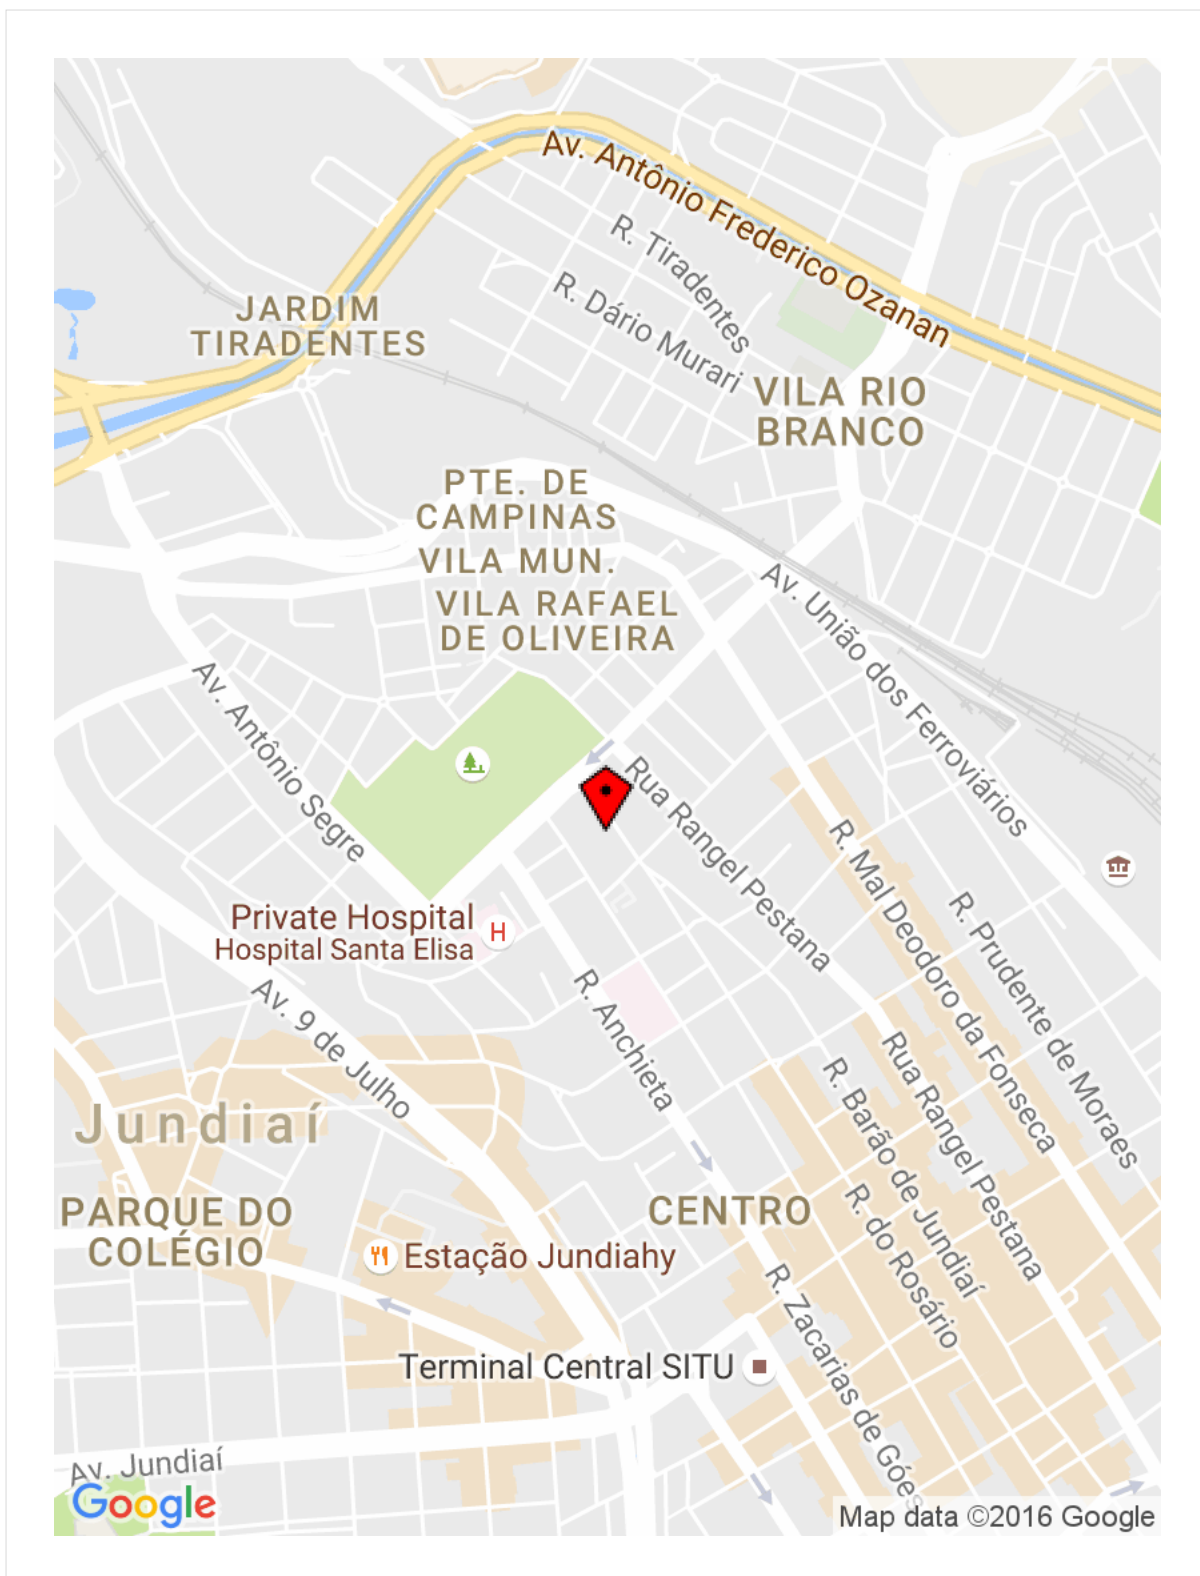 Av. Antônio Frederico Ozanan
R. Tiradentes
R. Dário Murari
JARDIM
TIRADENTES
VILA RIO
BRANCO
PTE. DE
CAMPINAS
VILA MUN.
VILA RAFAEL
DE OLIVEIRA
Av. União dos Ferroviários
Av. Antônio Segre
Rua Rangel Pestana
R. Mal Deodoro da Fonseca
R. Prudente de Moraes
Private Hospital
Hospital Santa Elisa
H
R. Anchieta
Av. 9 de Julho
Rua Rangel Pestana
R. Barão de Jundiaí
R. do Rosário
Jundiaí
PARQUE DO
COLÉGIO
CENTRO
Estação Jundiahy
R. Zacarias de Góes
Terminal Central SITU
Av. Jundiaí
Google
Map data ©2016 Google